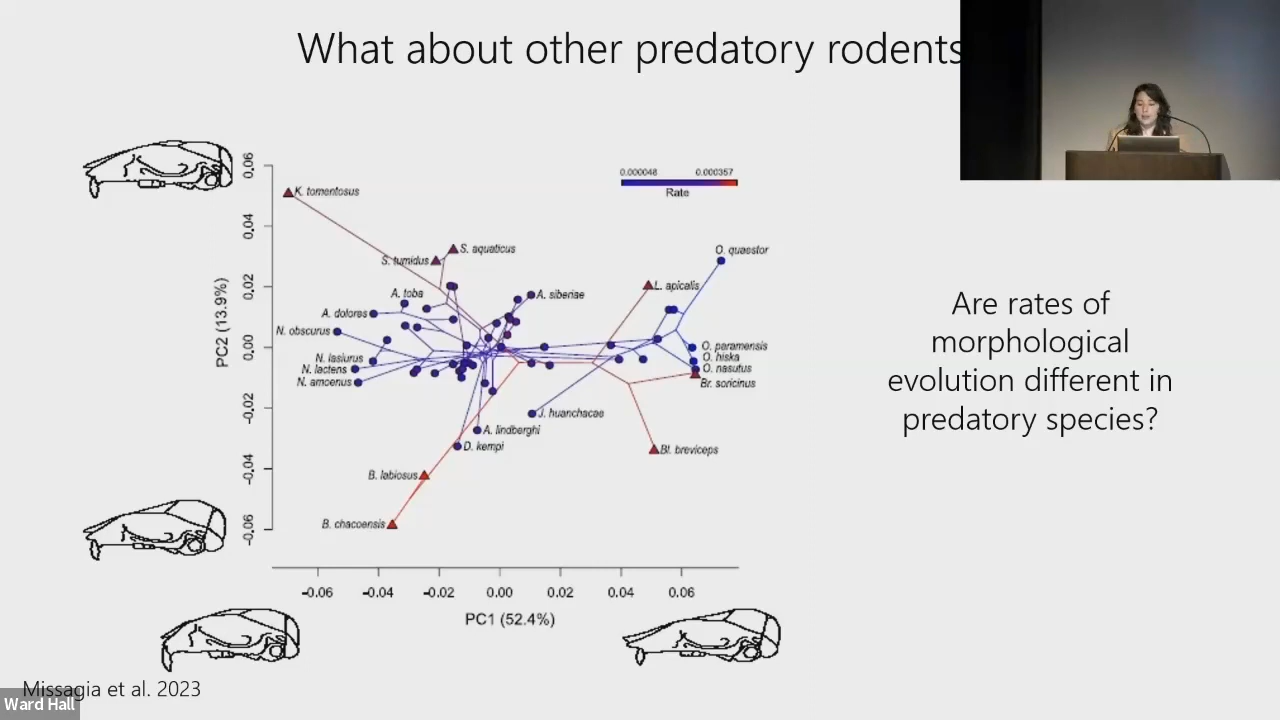 What about other predatory rodents
0.000048
0.000357
Rate
0.06
0.04
0.02
0.00
-0.02
-0.04
-0.06
PC2 (13.9%)
K. tomentosus
S. aquaticus
S. tumidus
O. quaestor
L. apicalis
A. toba
A. siberiae
A. dolores
N. obscurus
O. paramensis
N. lasiurus
O. hiska
N. lactens
O. nasutus
N. amoenus
Br. soricinus
J. huanchacae
A. lindberghi
D. kempi
Bl. breviceps
B. labiosus
B. chacoensis
-0.06
-0.04
-0.02
0.00
0.02
0.04
0.06
PC1 (52.4%)
Are rates of
morphological
evolution different in
predatory species?
Missagia et al. 2023
Ward Hall